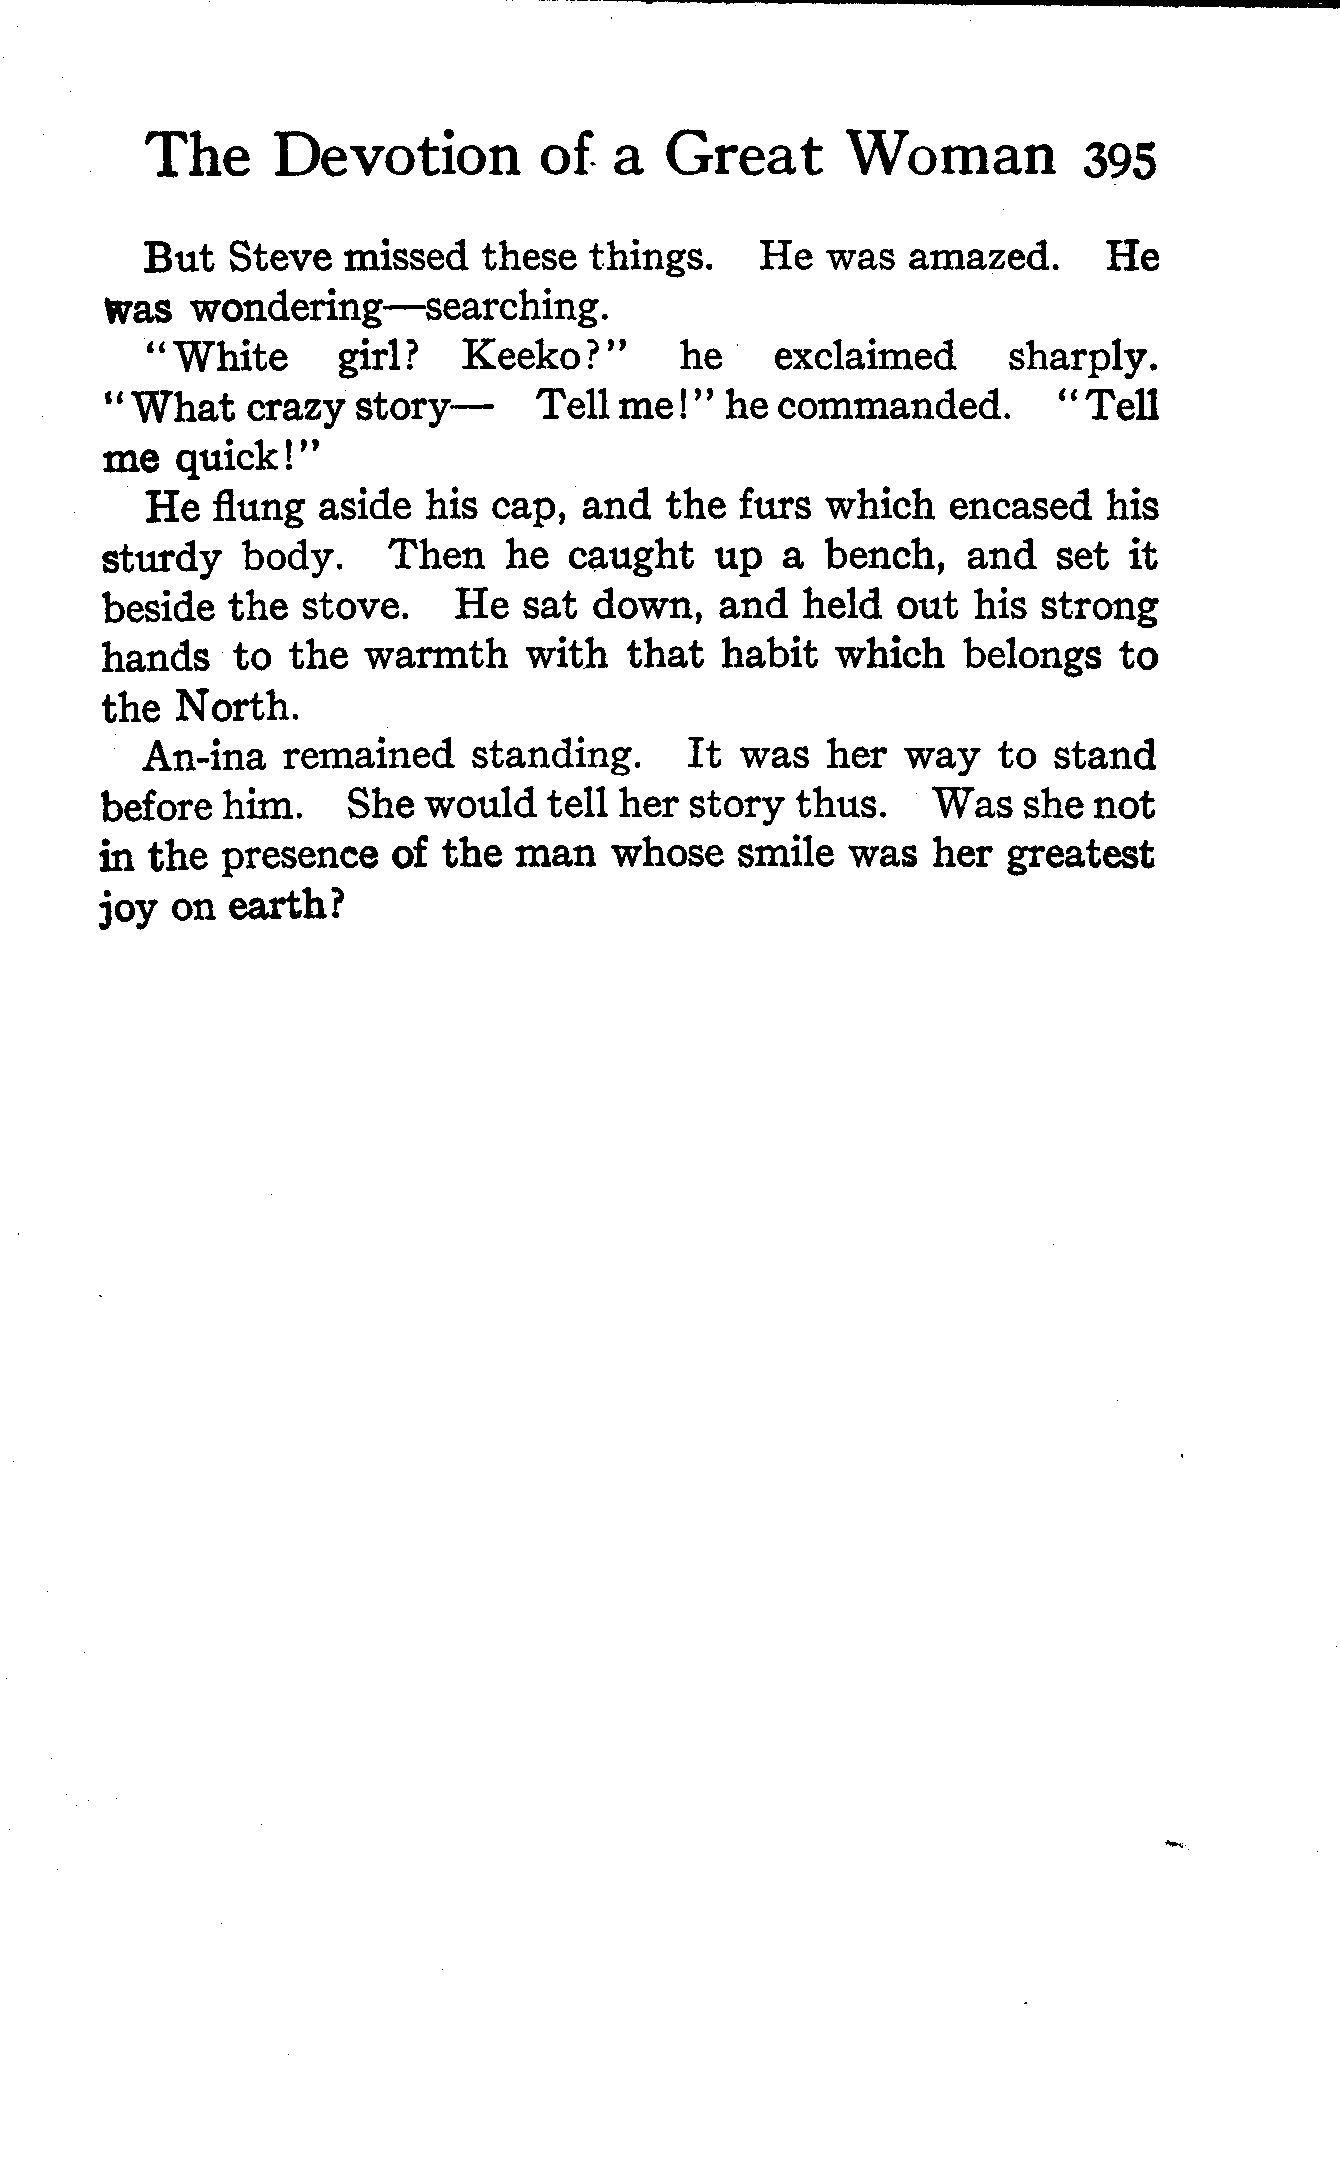 The Devotion of a Great Woman 395
But Steve missed these things. He was amazed. He
was wondering—searching.
"White girl? Keeko?" he exclaimed sharply.
"What crazy story— Tell me!" he commanded. "Tell
me quick!"
He flung aside his cap, and the furs which encased his
sturdy body. Then he caught up a bench, and set it
beside the stove. He sat down, and held out his strong
hands to the warmth with that habit which belongs to
the North.
An-ina remained standing. It was her way to stand
before him. She would tell her story thus. Was she not
in the presence of the man whose smile was her greatest
joy on earth?